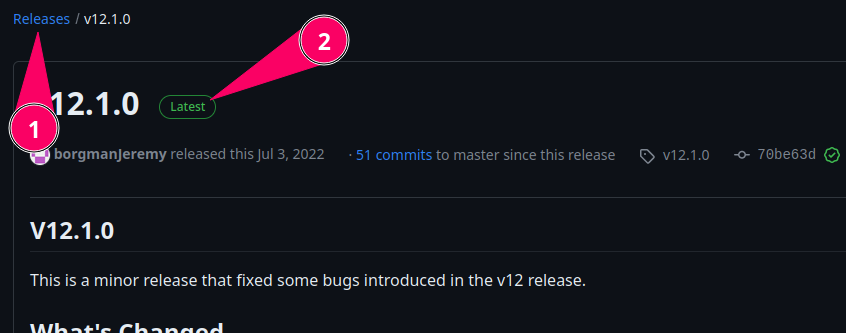 Releases / v12.1.0
2
12.1.0 Latest
1
borgmanJeremy released this Jul 3, 2022 · 51 commits to master since this release v12.1.0 70be63d
V12.1.0
This is a minor release that fixed some bugs introduced in the v12 release.
What's Changed